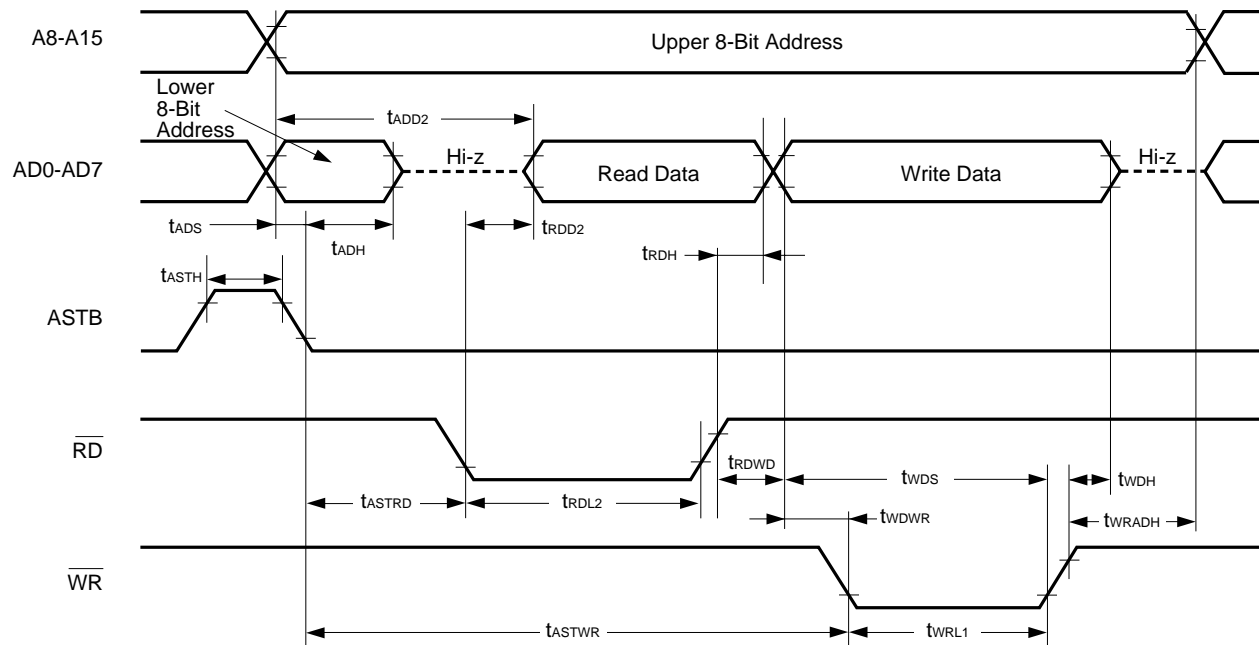 A8-A15
Upper 8-Bit Address
Lower
8-Bit
Address
tADD2
AD0-AD7
Hi-z
Read Data
Write Data
Hi-z
tADS
tADH
tRDD2
tRDH
tASTH
ASTB
RD
tRDWD
tWDS
tWDH
tASTRD
tRDL2
tWDWR
tWRADH
WR
tASTWR
tWRL1